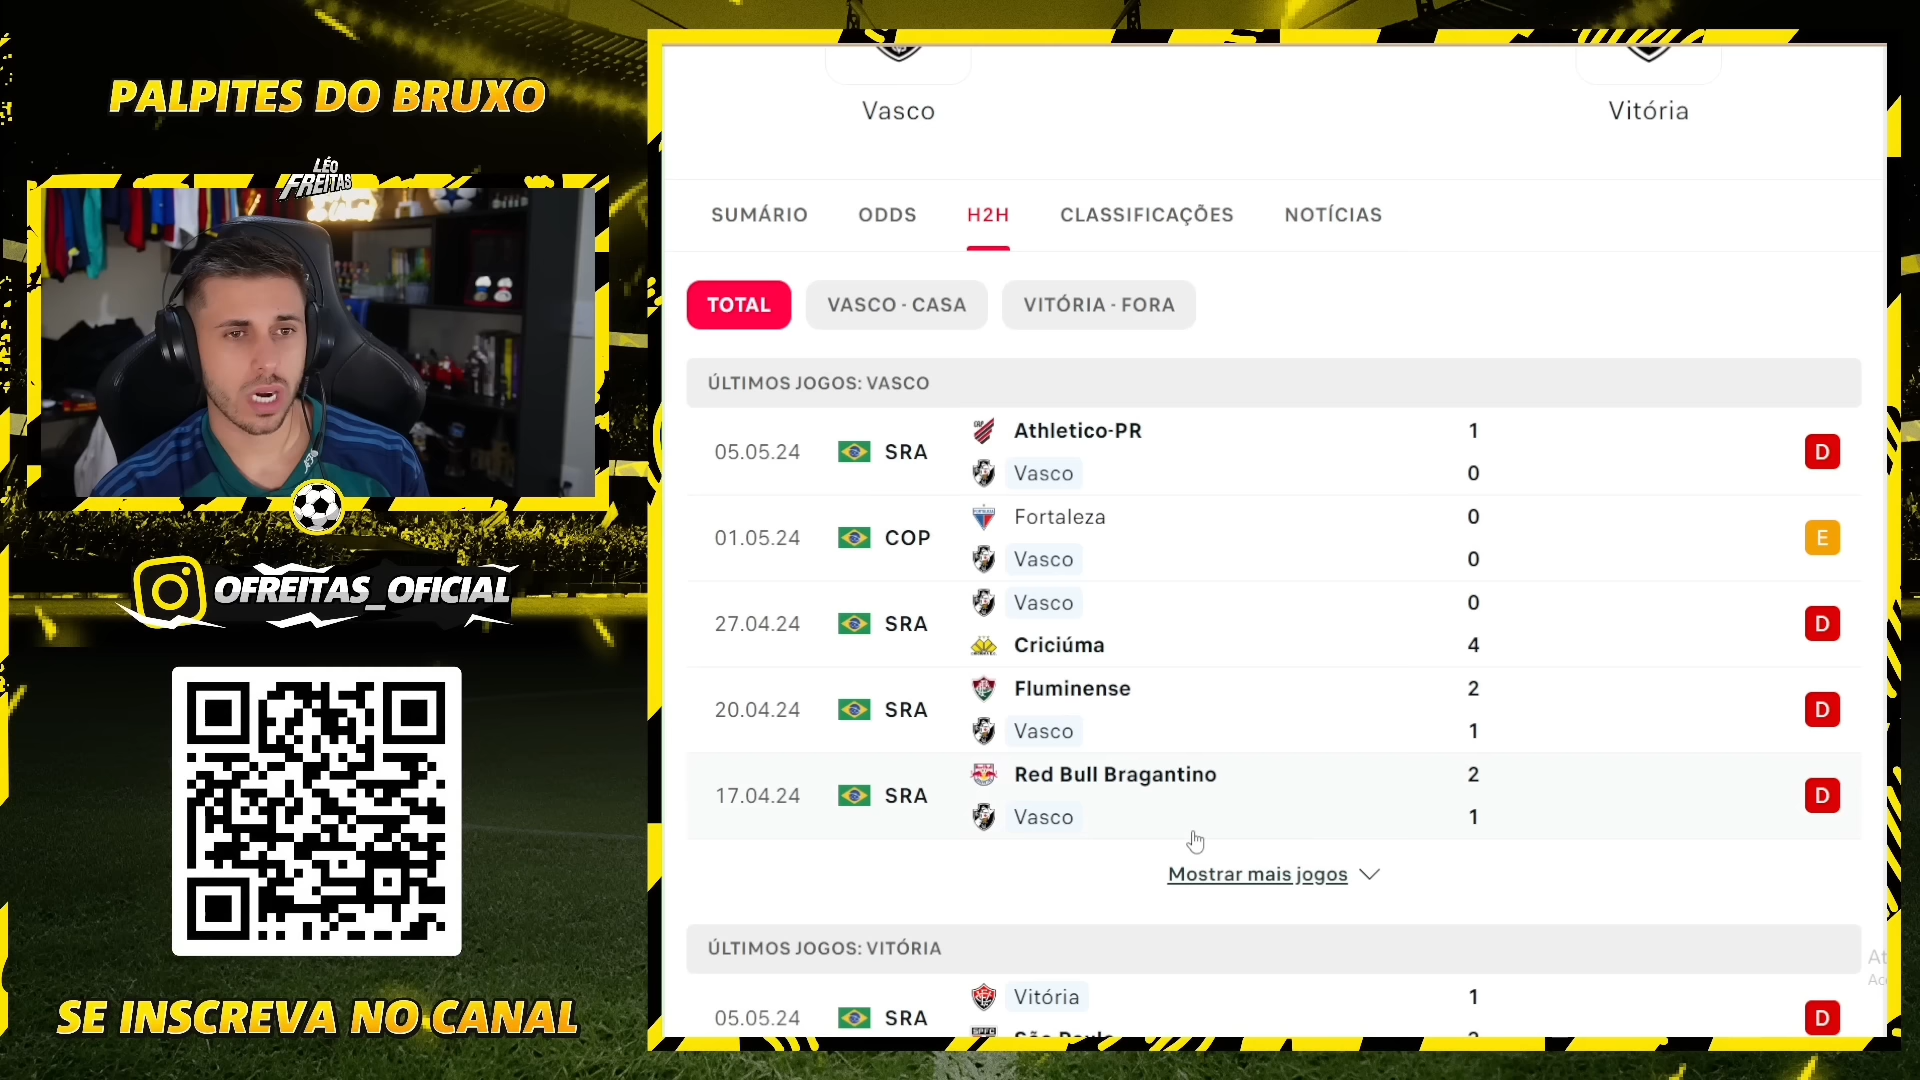 PALPITES DO BRUXO
LÉO
FREITAS
OFREITAS_OFICIAL
SE INSCREVA NO CANAL
Vasco
Vitória
SUMÁRIO
ODDS
H2H
CLASSIFICAÇÕES
NOTÍCIAS
TOTAL
VASCO - CASA
VITÓRIA - FORA
ÚLTIMOS JOGOS: VASCO
05.05.24 SRA Athletico-PR 1 D
Vasco 0
01.05.24 COP Fortaleza 0 E
Vasco 0
27.04.24 SRA Vasco 0 D
Criciúma 4
20.04.24 SRA Fluminense 2 D
Vasco 1
17.04.24 SRA Red Bull Bragantino 2 D
Vasco 1
Mostrar mais jogos
ÚLTIMOS JOGOS: VITÓRIA
05.05.24 SRA Vitória 1 D